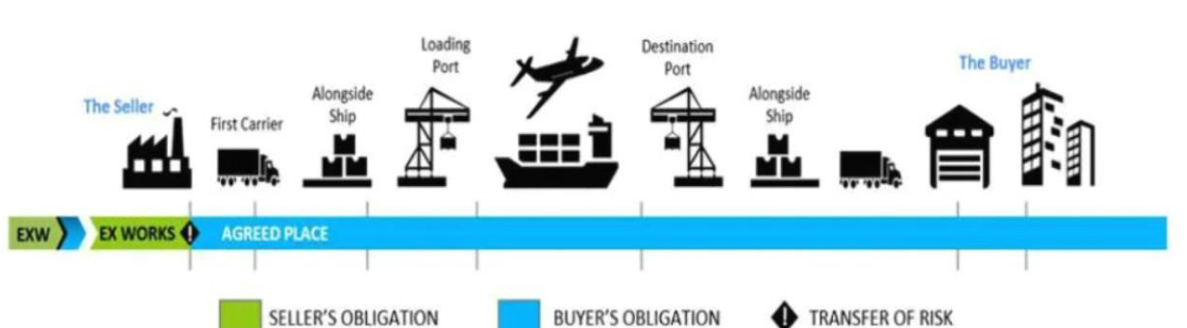 Loading
Port
Destination
Port
The Buyer
The Seller
Alongside
Ship
Alongside
Ship
First Carrier
EXW
EX WORKS
AGREED PLACE
SELLER'S OBLIGATION
BUYER'S OBLIGATION
TRANSFER OF RISK